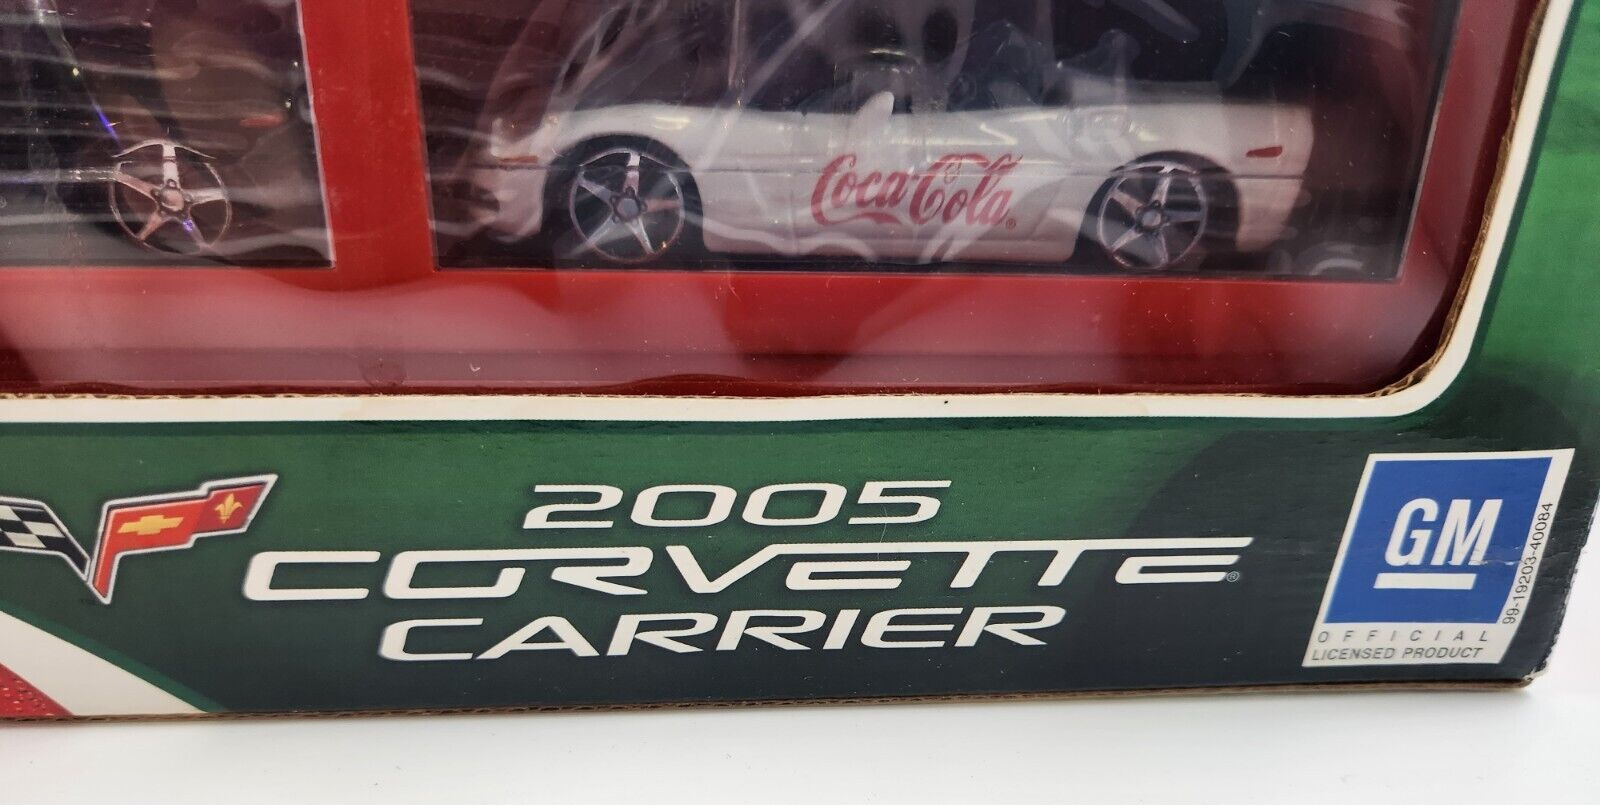 Coca-Cola®
2005
CORVETTE®
CARRIER
GM
OFFICIAL
LICENSED PRODUCT
99-19203-40084